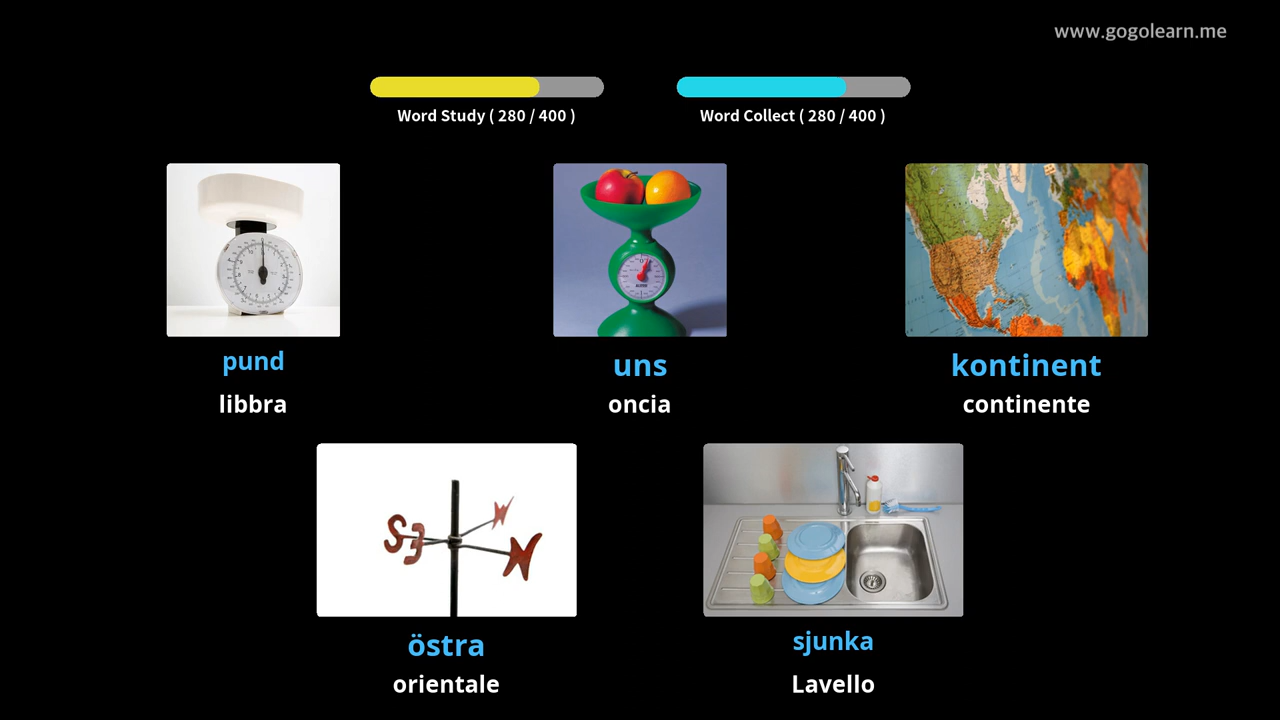 www.gogolearn.me
Word Study ( 280 / 400 )
Word Collect ( 280 / 400 )
pund
libbra
uns
oncia
kontinent
continente
S
E
W
N
östra
orientale
sjunka
Lavello